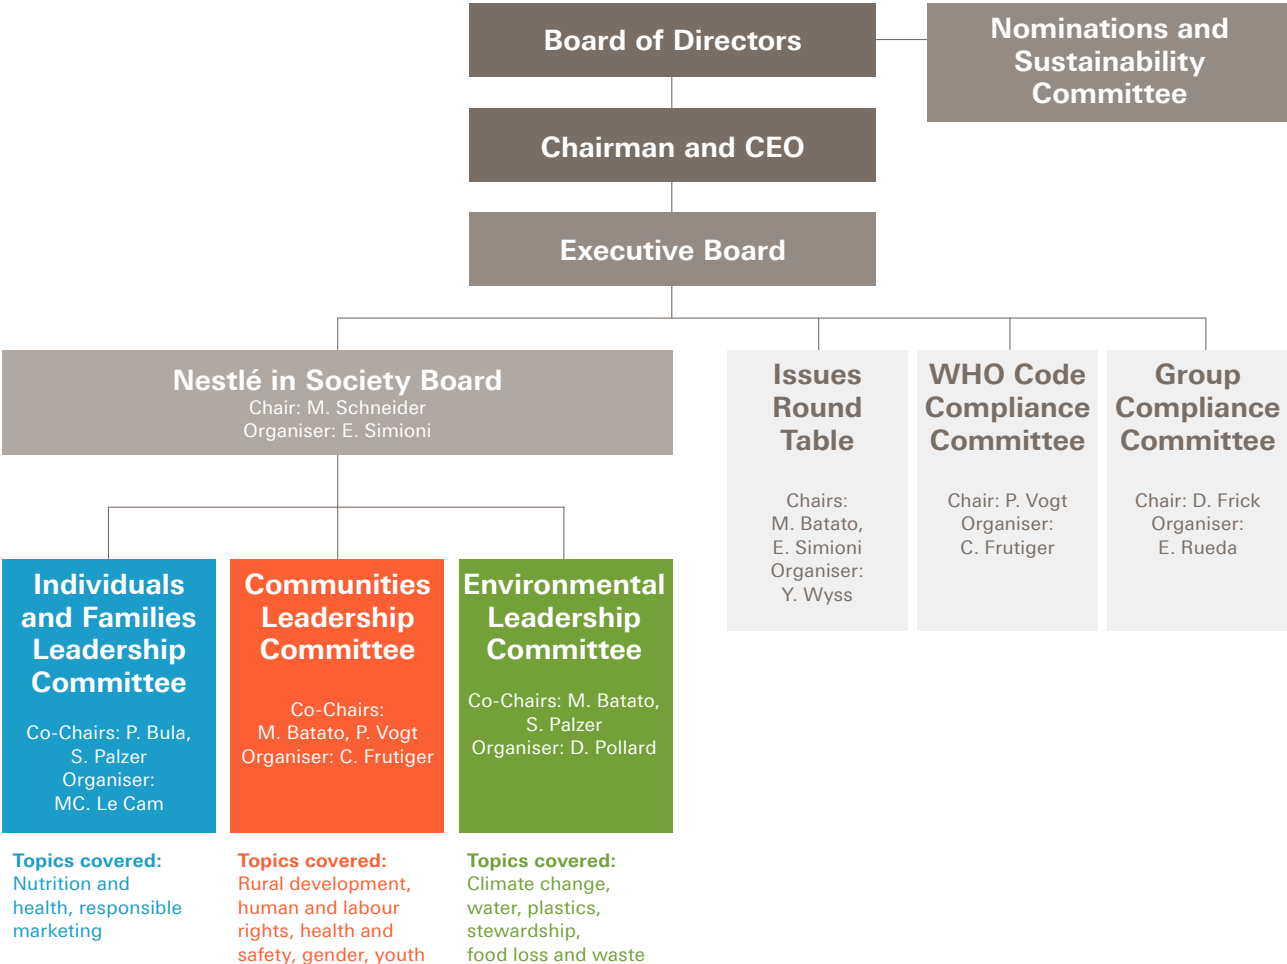 Board of Directors
Nominations and
Sustainability
Committee
Chairman and CEO
Executive Board
Nestlé in Society Board
Chair: M. Schneider
Organiser: E. Simioni
Issues
Round
Table
Chairs:
M. Batato,
E. Simioni
Organiser:
Y. Wyss
WHO Code
Compliance
Committee
Chair: P. Vogt
Organiser:
C. Frutiger
Group
Compliance
Committee
Chair: D. Frick
Organiser:
E. Rueda
Individuals
and Families
Leadership
Committee
Co-Chairs: P. Bula,
S. Palzer
Organiser:
MC. Le Cam
Communities
Leadership
Committee
Co-Chairs:
M. Batato, P. Vogt
Organiser: C. Frutiger
Environmental
Leadership
Committee
Co-Chairs: M. Batato,
S. Palzer
Organiser: D. Pollard
Topics covered:
Nutrition and
health, responsible
marketing
Topics covered:
Rural development,
human and labour
rights, health and
safety, gender, youth
Topics covered:
Climate change,
water, plastics,
stewardship,
food loss and waste